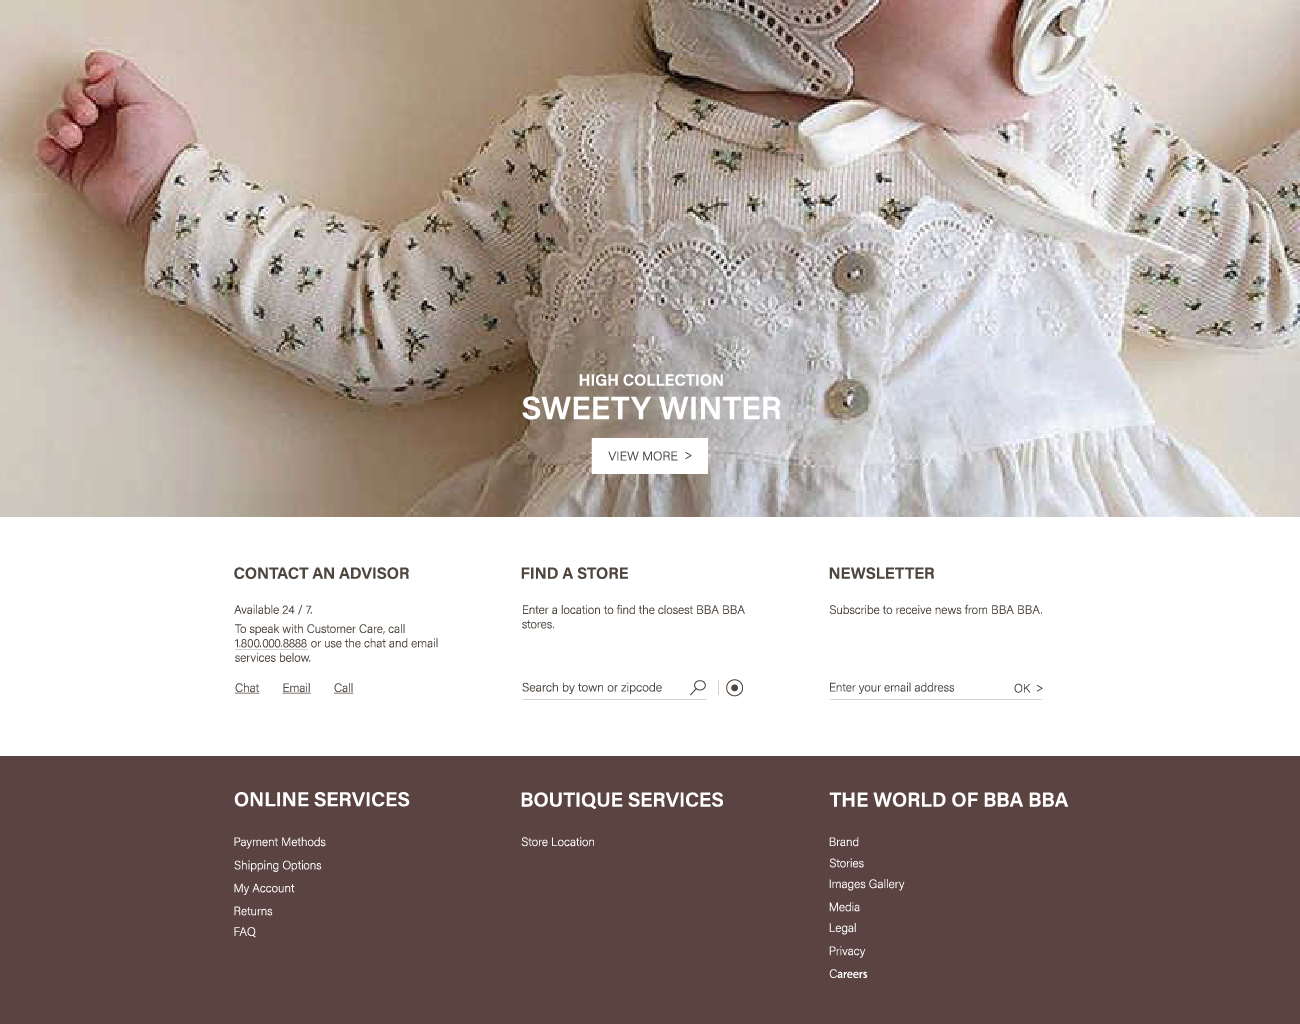 HIGH COLLECTION
SWEETY WINTER
VIEW MORE >
CONTACT AN ADVISOR
Available 24 / 7.
To speak with Customer Care, call
1.800.000.8888 or use the chat and email
services below.
Chat Email Call
FIND A STORE
Enter a location to find the closest BBA BBA
stores.
Search by town or zipcode
NEWSLETTER
Subscribe to receive news from BBA BBA.
Enter your email address OK >
ONLINE SERVICES
Payment Methods
Shipping Options
My Account
Returns
FAQ
BOUTIQUE SERVICES
Store Location
THE WORLD OF BBA BBA
Brand
Stories
Images Gallery
Media
Legal
Privacy
Careers